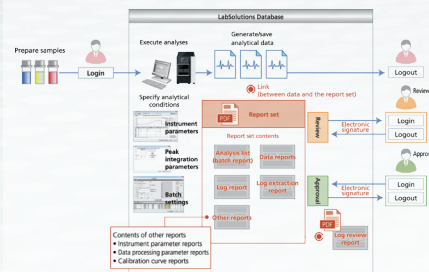 LabSolutions Database
Prepare samples
Login
Execute analyses
Generate/save
analytical data
Logout
Link
(between data and the report set)
Specify analytical
conditions
Instrument
parameters
Peak
integration
parameters
Batch
settings
PDF
Report set
Report set contents
Analysis list
(batch report)
Data reports
Log report
Log extraction
report
Other reports
Review
Electronic
signature
Review
Login
Logout
Approval
Electronic
signature
Approv
Login
Logout
PDF
Log review
report
Contents of other reports
• Instrument parameter reports
• Data processing parameter reports
• Calibration curve reports